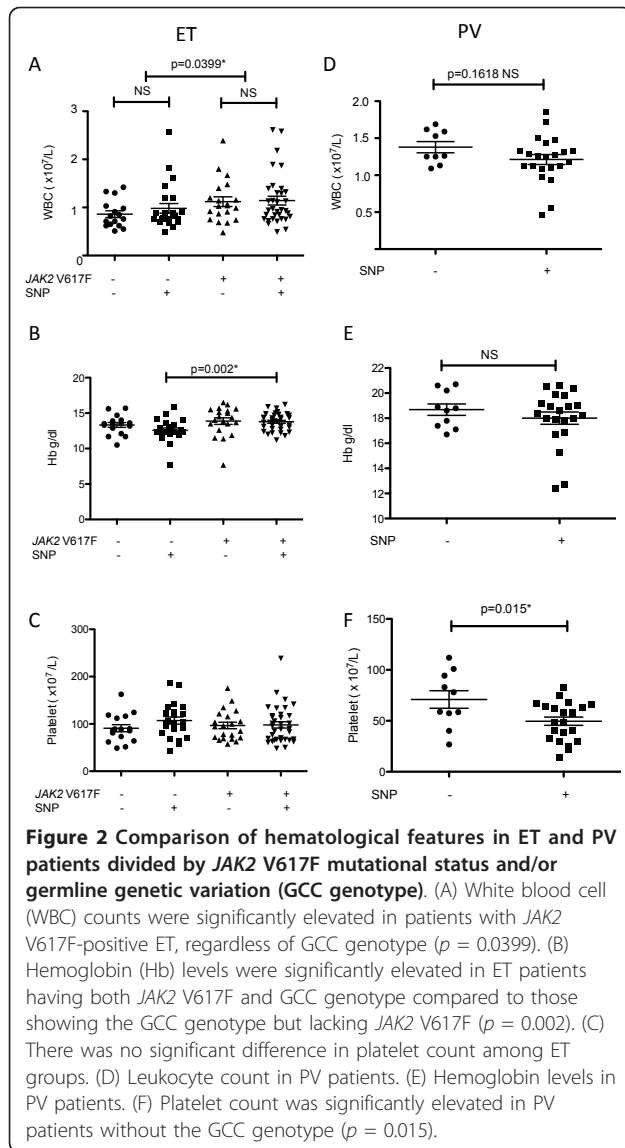 ET
PV
A
p=0.0399*
NS
NS
WBC ( x10⁷/L)
3
2
1
0
JAK2 V617F - - + +
SNP - + - +
D
p=0.1618 NS
WBC ( x10⁷/L)
2.0
1.5
1.0
0.5
SNP - +
B
p=0.002*
Hb g/dl
20
15
10
5
0
JAK2 V617F - - + +
SNP - + - +
E
NS
Hb g/dl
22
20
18
16
14
12
10
SNP - +
C
Platelet ( x10⁷/L)
300
200
100
0
JAK2 V617F - - + +
SNP - + - +
F
p=0.015*
Platelet ( x10⁷/L)
150
100
50
0
SNP - +
Figure 2 Comparison of hematological features in ET and PV
patients divided by JAK2 V617F mutational status and/or
germline genetic variation (GCC genotype). (A) White blood cell
(WBC) counts were significantly elevated in patients with JAK2
V617F-positive ET, regardless of GCC genotype (p = 0.0399). (B)
Hemoglobin (Hb) levels were significantly elevated in ET patients
having both JAK2 V617F and GCC genotype compared to those
showing the GCC genotype but lacking JAK2 V617F (p = 0.002). (C)
There was no significant difference in platelet count among ET
groups. (D) Leukocyte count in PV patients. (E) Hemoglobin levels in
PV patients. (F) Platelet count was significantly elevated in PV
patients without the GCC genotype (p = 0.015).